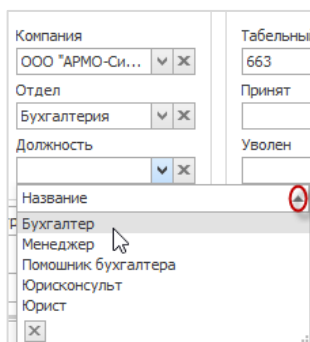 Компания
Табельны
ООО "АРМО-Си...
663
Отдел
Принят
Бухгалтерия
Должность
Уволен
Название
Бухгалтер
Менеджер
Помошник бухгалтера
Юрисконсульт
Юрист